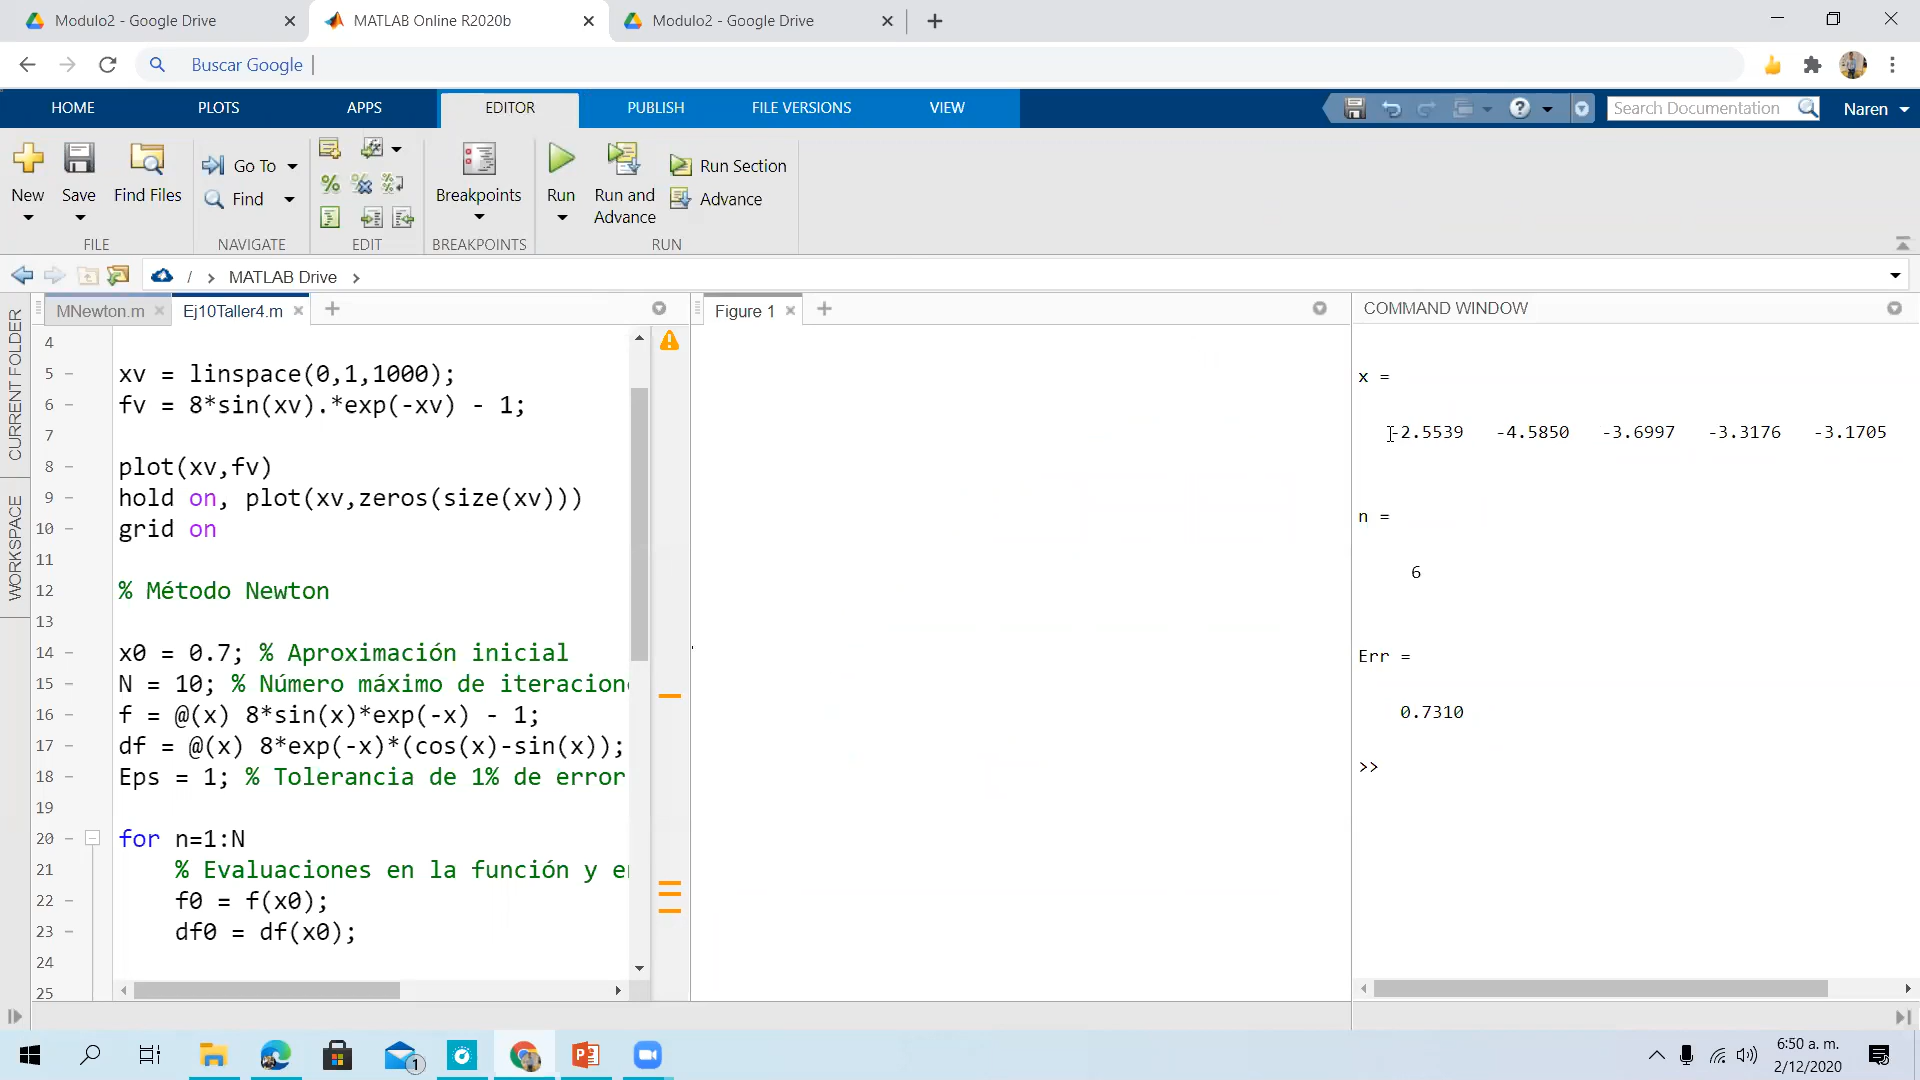 Modulo2 - Google Drive
MATLAB Online R2020b
Modulo2 - Google Drive
Buscar Google
HOME
PLOTS
APPS
EDITOR
PUBLISH
FILE VERSIONS
VIEW
Search Documentation
Naren
New
Save
Find Files
Go To
Find
Breakpoints
Run
Run and Advance
Run Section
Advance
FILE
NAVIGATE
EDIT
BREAKPOINTS
RUN
/ > MATLAB Drive >
CURRENT FOLDER
WORKSPACE
MNewton.m
Ej10Taller4.m
4
5 xv = linspace(0,1,1000);
6 fv = 8*sin(xv).*exp(-xv) - 1;
7
8 plot(xv,fv)
9 hold on, plot(xv,zeros(size(xv)))
10 grid on
11
12 % Método Newton
13
14 x0 = 0.7; % Aproximación inicial
15 N = 10; % Número máximo de iteracion
16 f = @(x) 8*sin(x)*exp(-x) - 1;
17 df = @(x) 8*exp(-x)*(cos(x)-sin(x));
18 Eps = 1; % Tolerancia de 1% de error
19
20 for n=1:N
21 % Evaluaciones en la función y e
22 f0 = f(x0);
23 df0 = df(x0);
24
25
Figure 1
COMMAND WINDOW
x =
-2.5539 -4.5850 -3.6997 -3.3176 -3.1705
n =
6
Err =
0.7310
>>
1
6:50 a. m.
2/12/2020